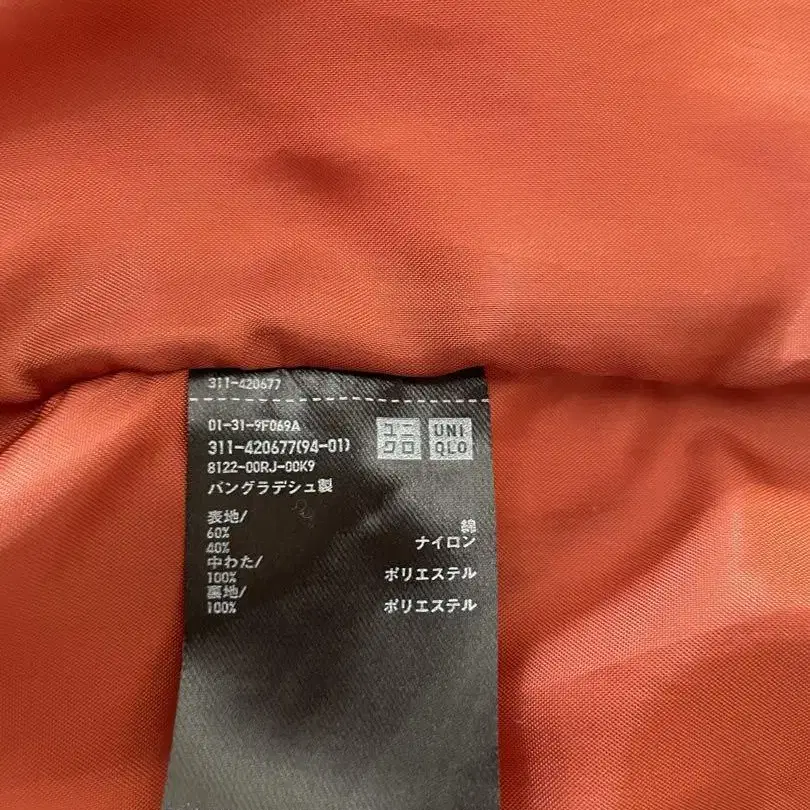 311-420677
01-31-9F069A
311-420677(94-01)
8122-00RJ-00K9
バングラデシュ製
ユニ
クロ
UNI
QLO
表地/
60% 綿
40% ナイロン
中わた/
100% ポリエステル
裏地/
100% ポリエステル